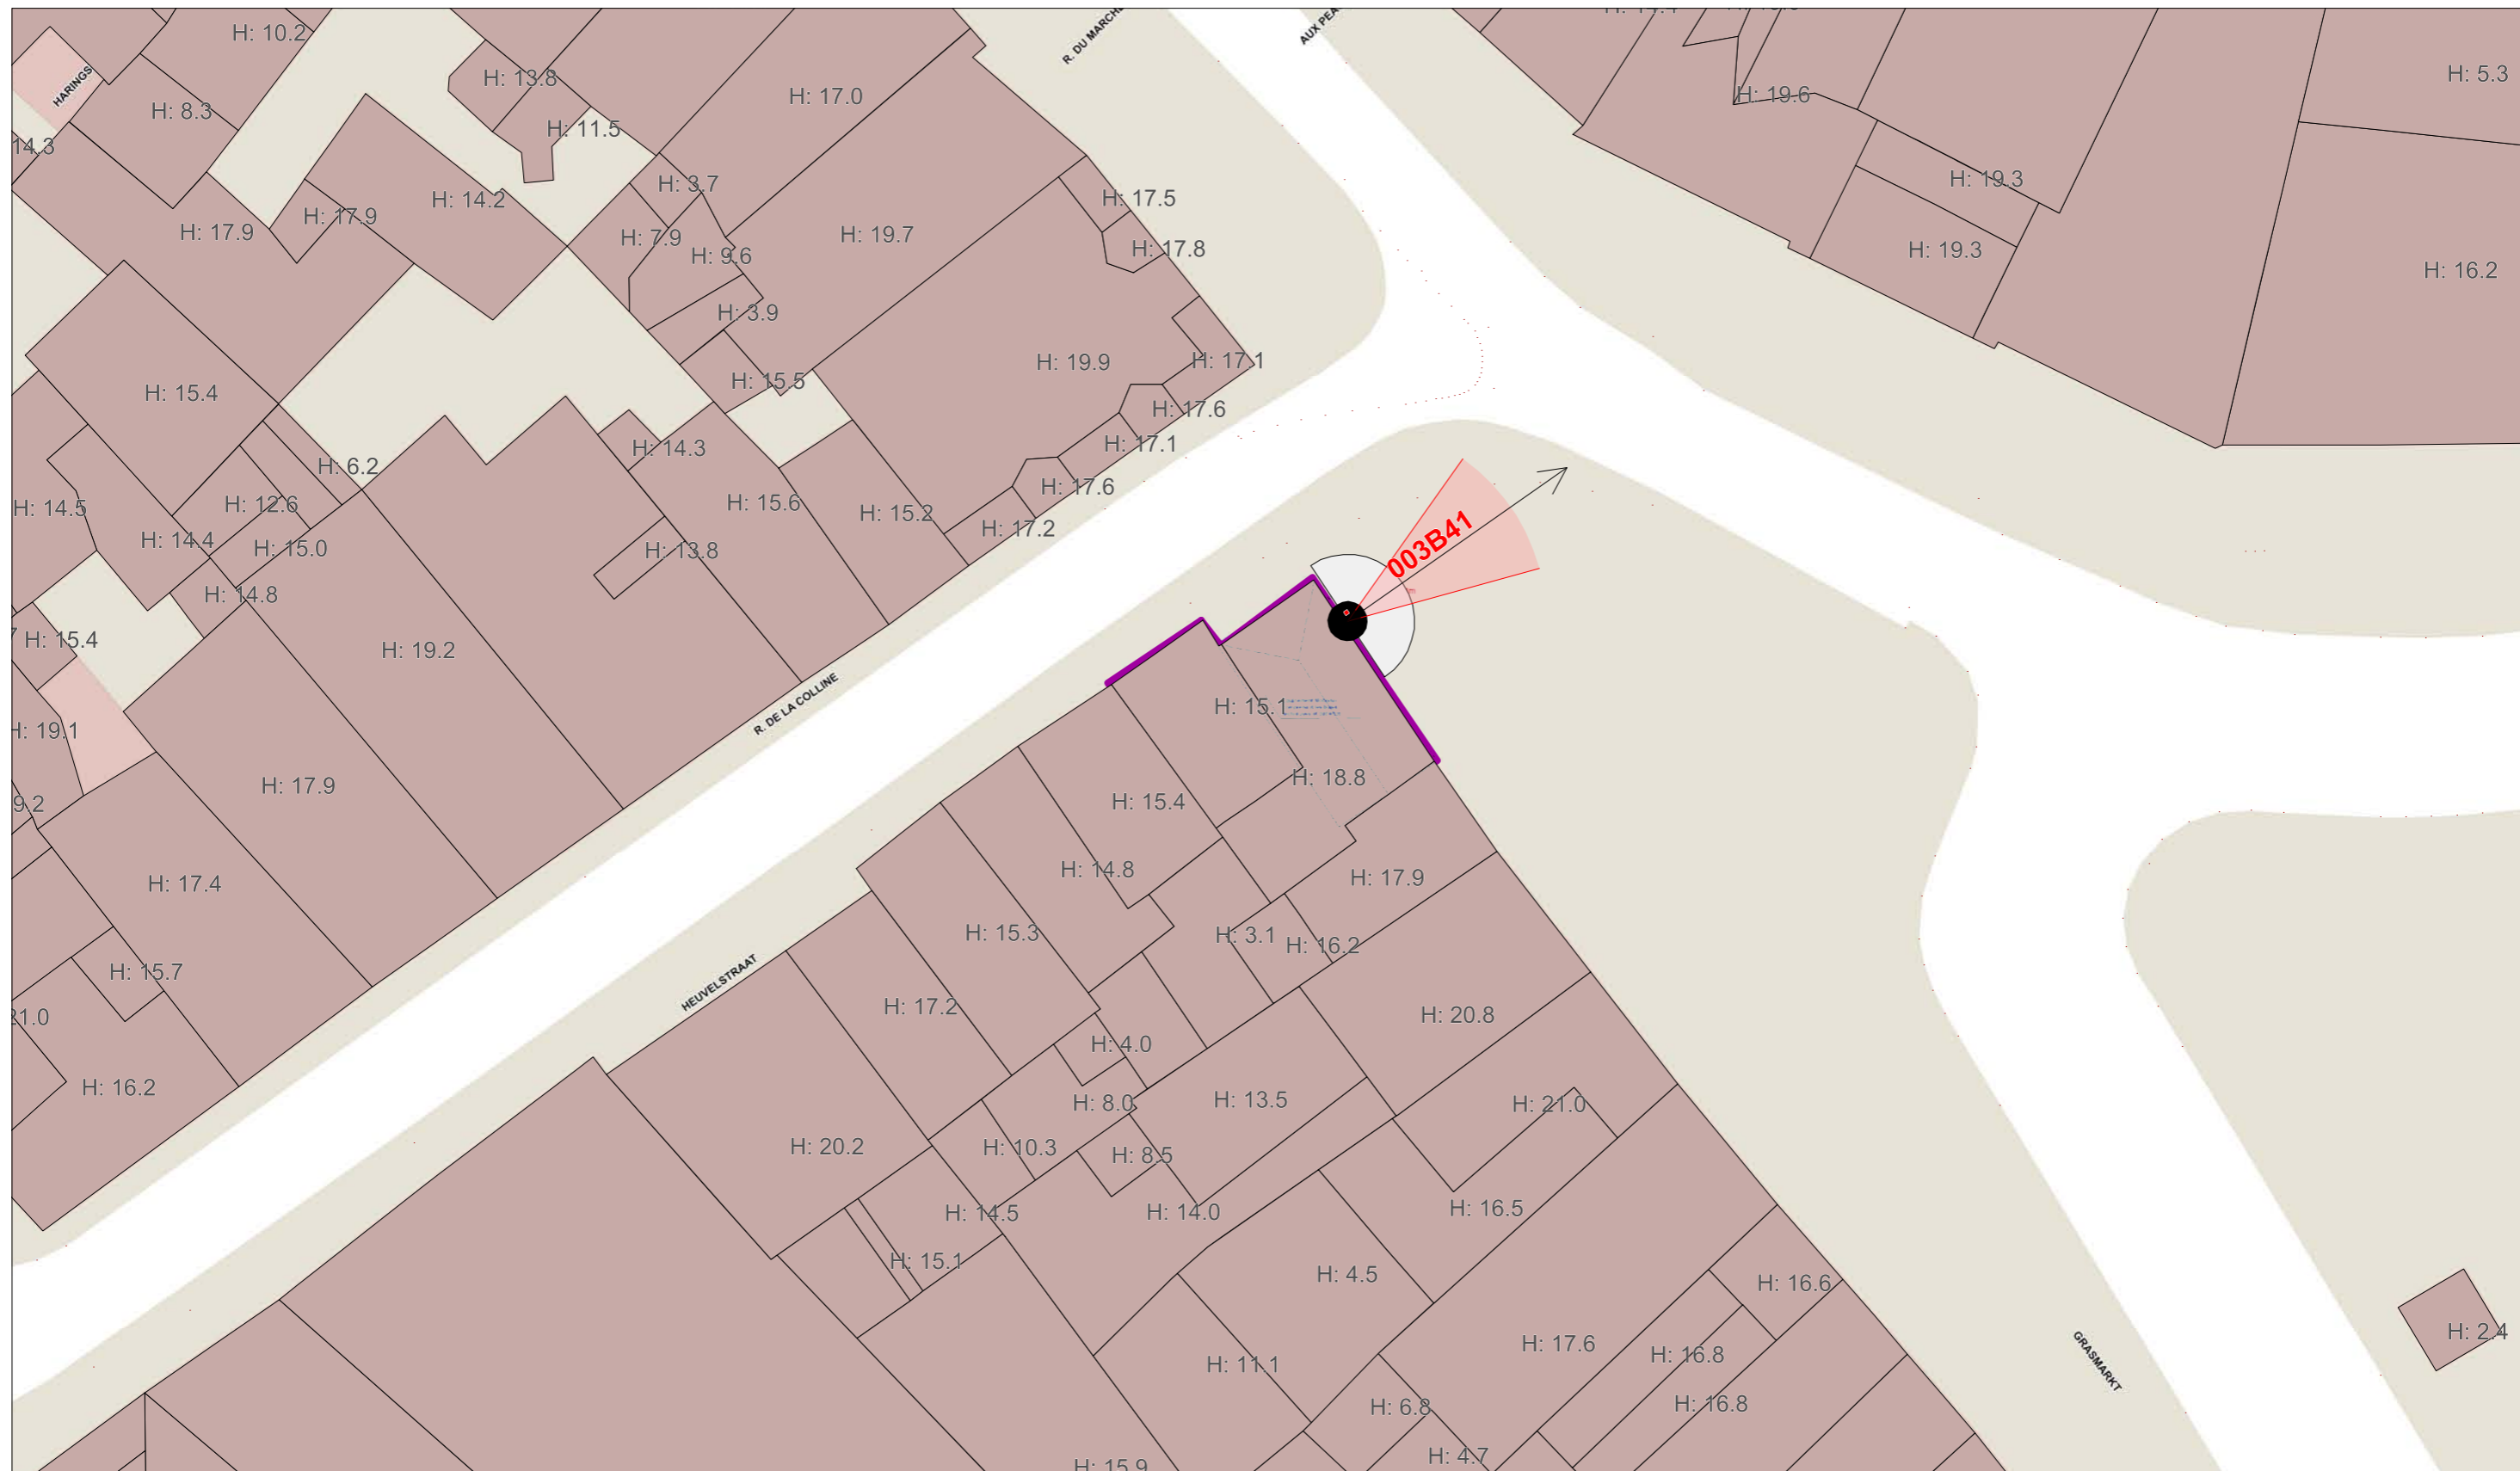 H: 10.2
HARINGS
H: 13.8
R. DU MARCHÉ
H: 5.3
H: 17.0
H: 19.6
H: 8.3
H: 11.5
14.3
H: 3.7
H: 19.3
H: 14.2
H: 17.5
H: 17.9
H: 17.9
H: 7.9
H: 19.7
H: 17.8
H: 19.3
H: 9.6
H: 16.2
H: 3.9
H: 19.9
H: 17.1
H: 15.5
H: 15.4
H: 17.6
H: 17.1
H: 14.3
H: 6.2
H: 17.6
H: 15.6
H: 12.6
H: 14.5
H: 15.2
H: 17.2
H: 14.4
H: 15.0
H: 13.8
003B41
H: 14.8
H: 15.4
H: 19.2
R. DE LA COLLINE
H: 15.1
H: 19.1
H: 18.8
H: 17.9
H: 15.4
9.2
H: 14.8
H: 17.9
H: 17.4
H: 15.3
H: 3.1
H: 16.2
H: 15.7
HEUVELSTRAAT
H: 17.2
21.0
H: 20.8
H: 4.0
H: 16.2
H: 8.0
H: 13.5
H: 21.0
H: 20.2
H: 10.3
H: 8.5
H: 14.5
H: 14.0
H: 16.5
H: 15.1
H: 4.5
H: 16.6
H: 17.6
H: 2.4
H: 16.8
H: 11.1
GRASMARKT
H: 6.8
H: 16.8
H: 4.7
H: 15.9